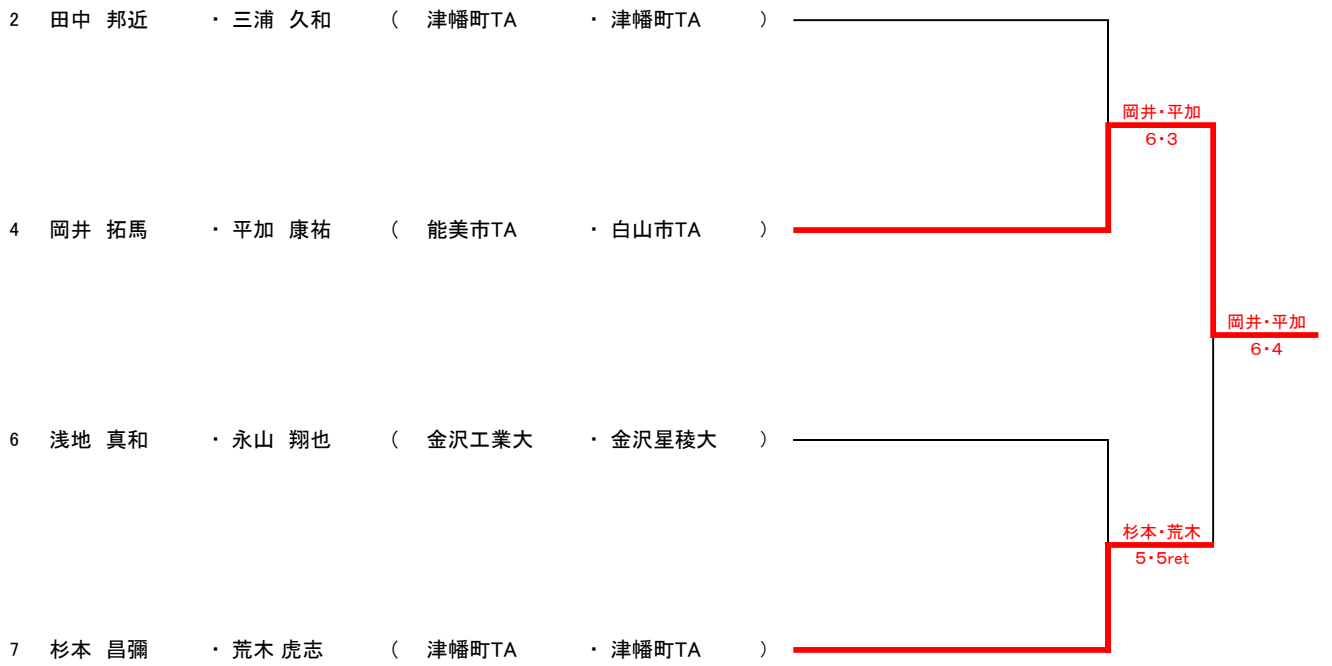 2 田中 邦近 ・ 三浦 久和 ( 津幡町TA ・ 津幡町TA )
岡井・平加
6・3
4 岡井 拓馬 ・ 平加 康祐 ( 能美市TA ・ 白山市TA )
岡井・平加
6・4
6 浅地 真和 ・ 永山 翔也 ( 金沢工業大 ・ 金沢星稜大 )
杉本・荒木
5・5ret
7 杉本 昌彌 ・ 荒木 虎志 ( 津幡町TA ・ 津幡町TA )